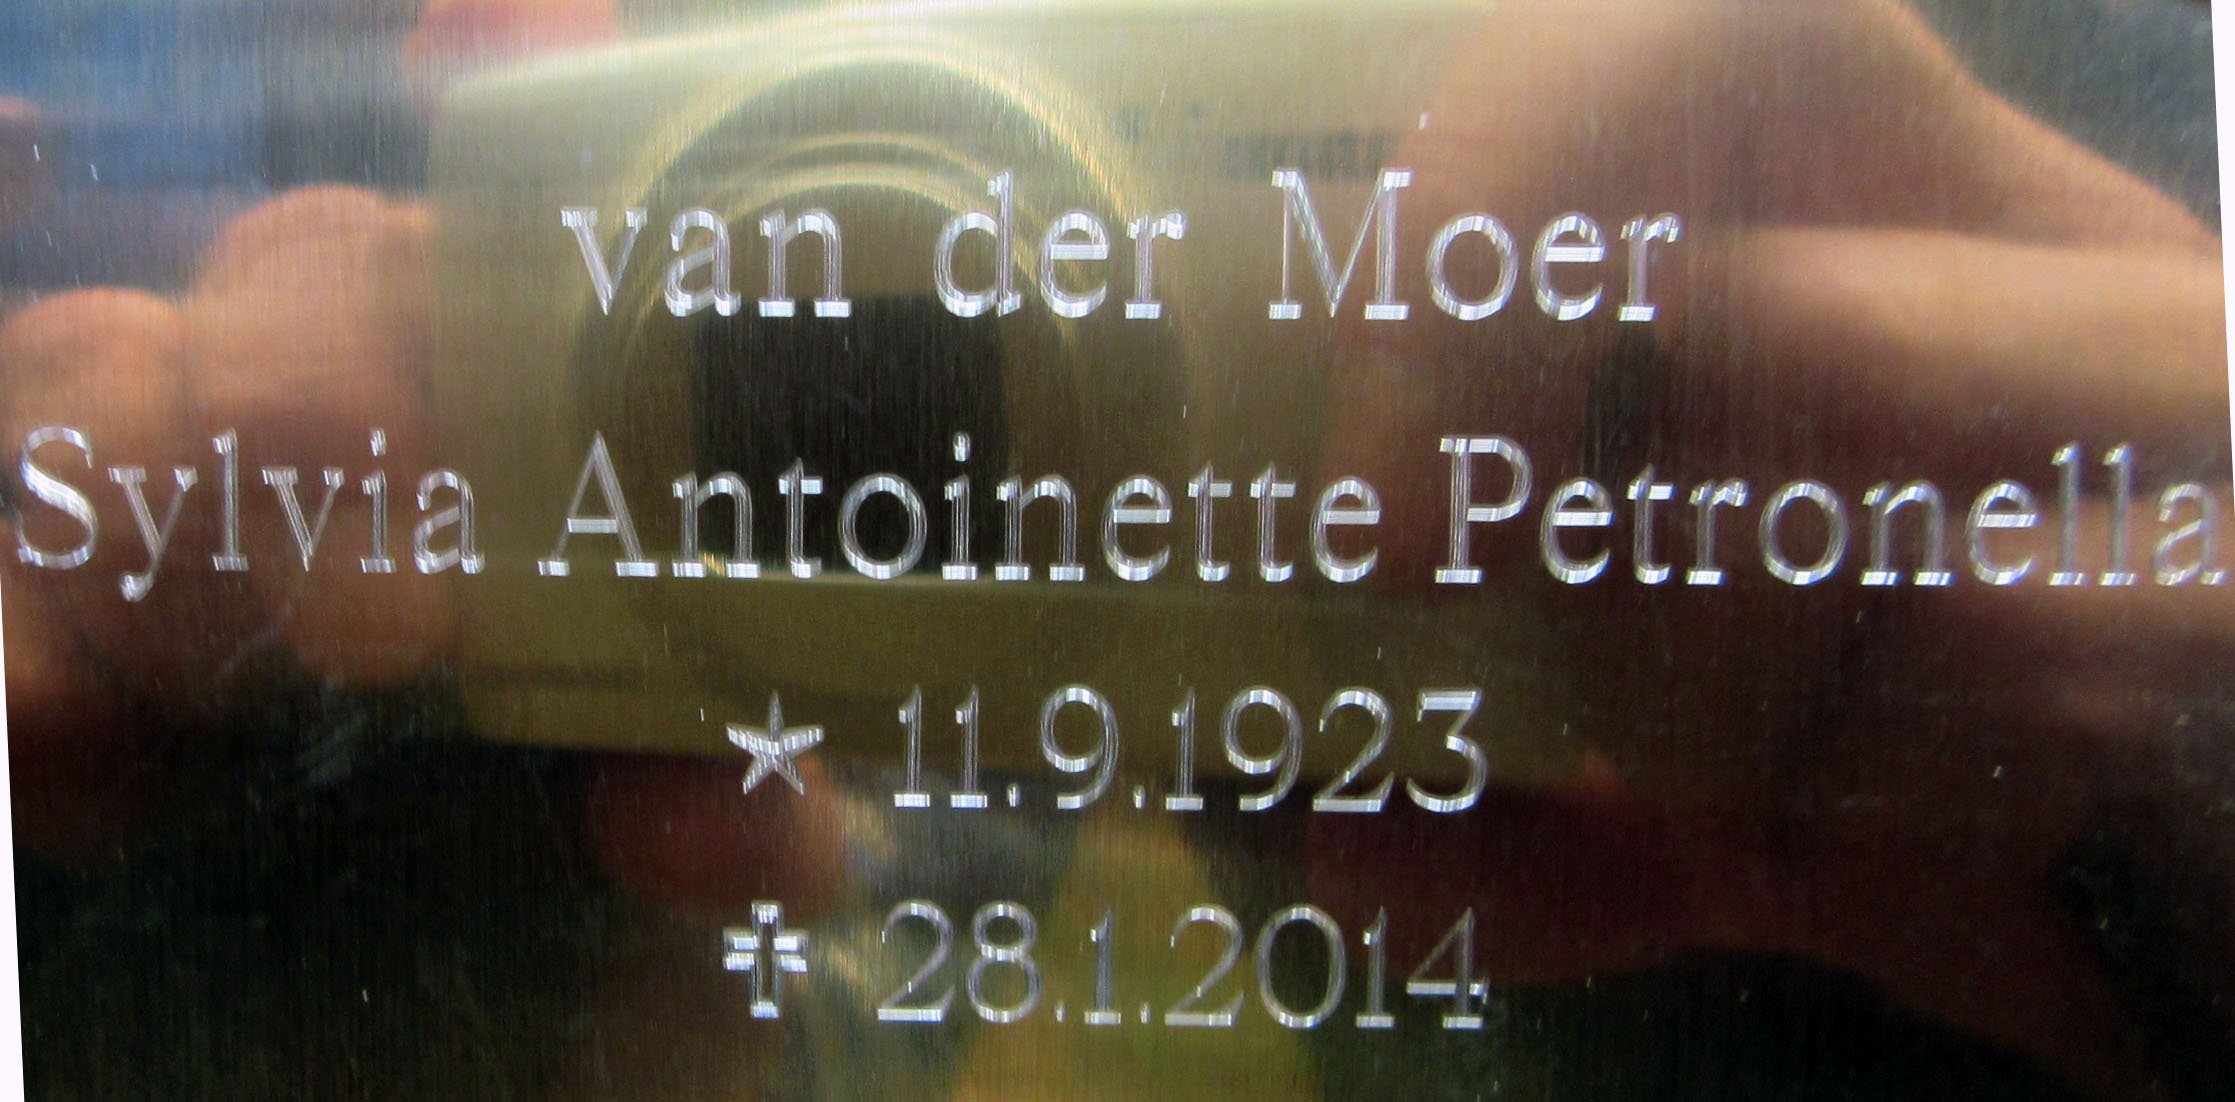 van der Moer
Sylvia Antoinette Petronella
★ 11.9.1923
✝ 28.1.2014